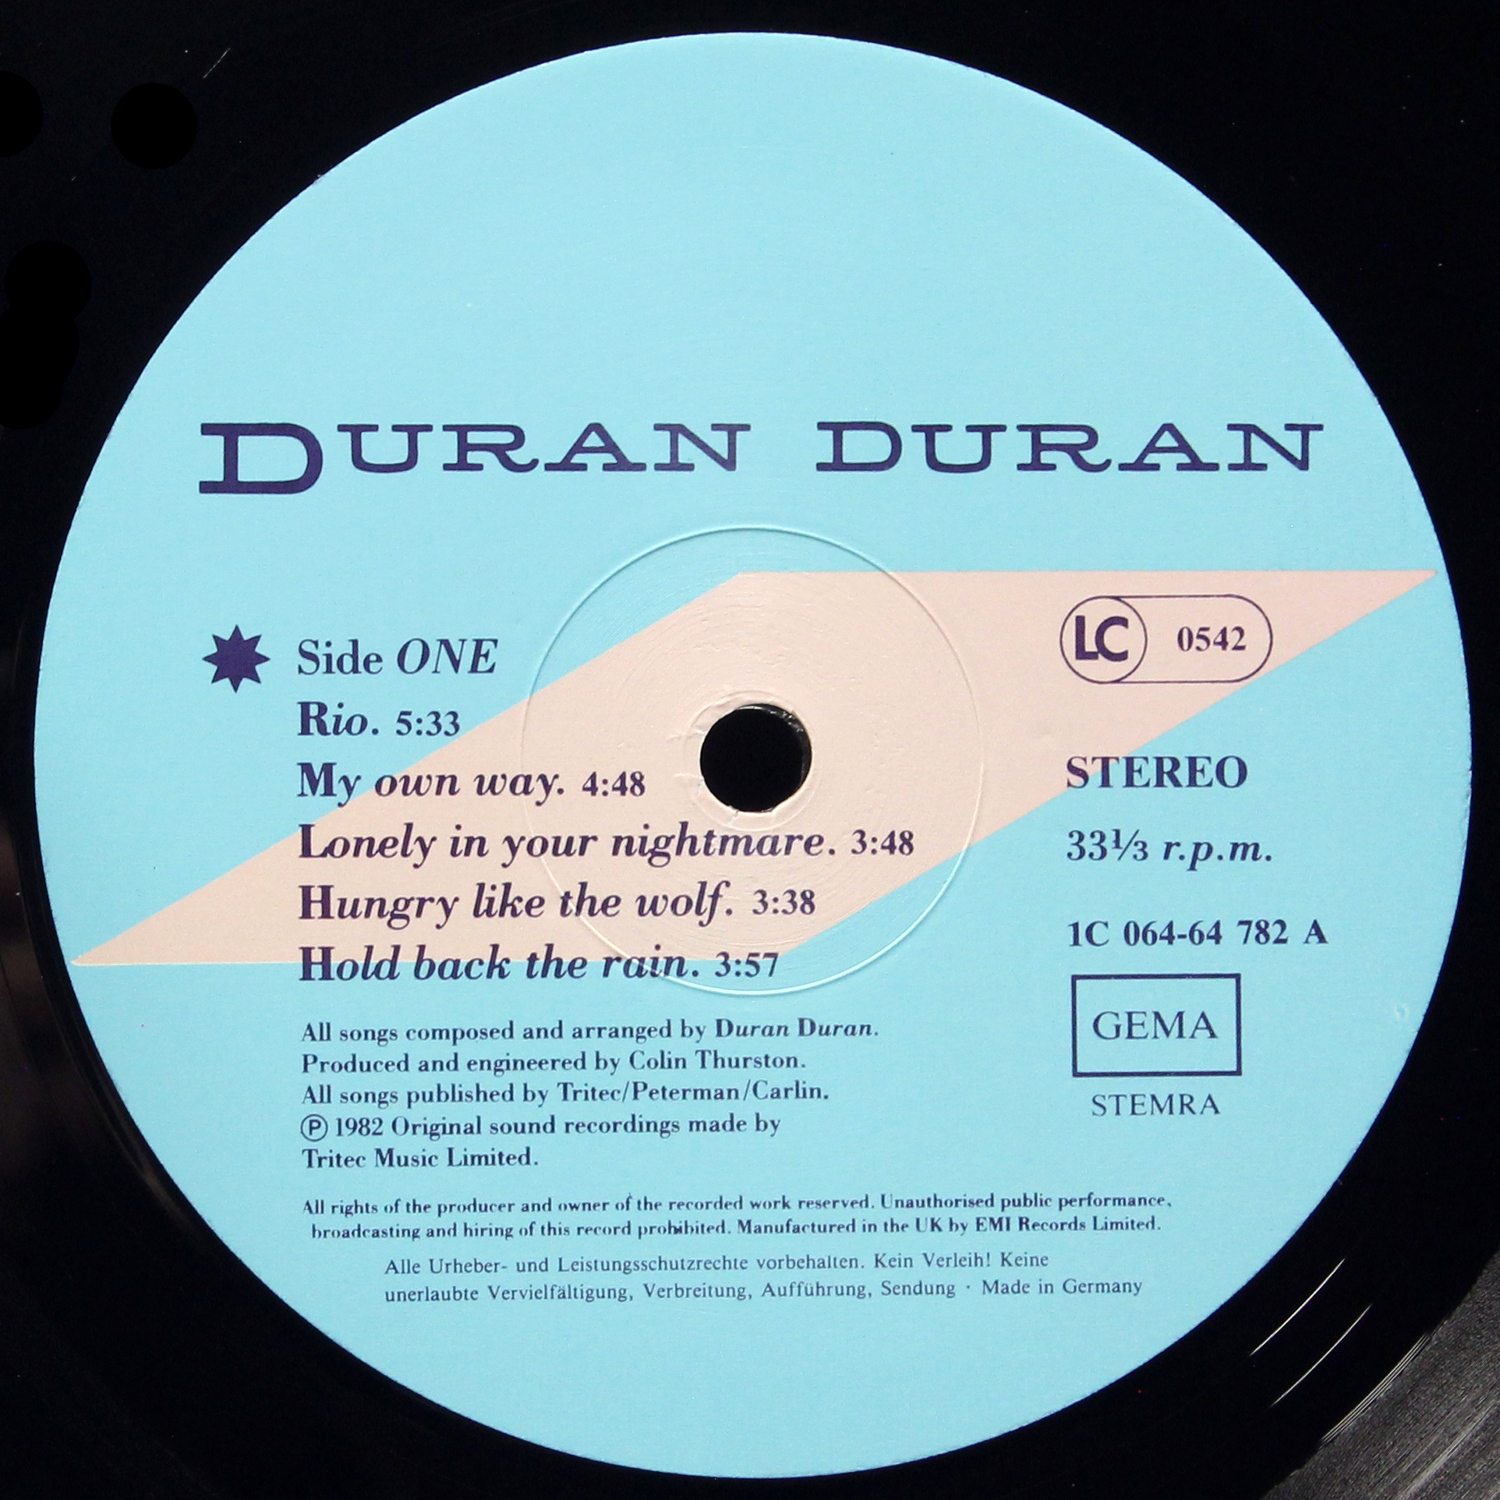 DURAN DURAN
Side ONE
Rio. 5:33
My own way. 4:48
Lonely in your nightmare. 3:48
Hungry like the wolf. 3:38
Hold back the rain. 3:57
LC 0542
STEREO
33⅓ r.p.m.
1C 064-64 782 A
GEMA
STEMRA
All songs composed and arranged by Duran Duran.
Produced and engineered by Colin Thurston.
All songs published by Tritec/Peterman/Carlin.
Ⓟ 1982 Original sound recordings made by
Tritec Music Limited.
All rights of the producer and owner of the recorded work reserved. Unauthorised public performance,
broadcasting and hiring of this record prohibited. Manufactured in the UK by EMI Records Limited.
Alle Urheber- und Leistungsschutzrechte vorbehalten. Kein Verleih! Keine
unerlaubte Vervielfältigung, Verbreitung, Aufführung, Sendung · Made in Germany